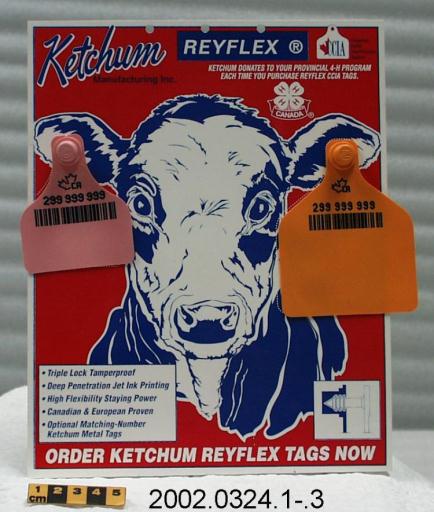 Ketchum
Manufacturing Inc.
REYFLEX ®
CCIA
KETCHUM DONATES TO YOUR PROVINCIAL 4-H PROGRAM
EACH TIME YOU PURCHASE REYFLEX CCIA TAGS.
H H H H
CANADA ®
CA
299 999 999
CA
299 999 999
• Triple Lock Tamperproof
• Deep Penetration Jet Ink Printing
• High Flexibility Staying Power
• Canadian & European Proven
• Optional Matching-Number
Ketchum Metal Tags
ORDER KETCHUM REYFLEX TAGS NOW
1 2 3 4 5
cm
2002.0324.1-.3